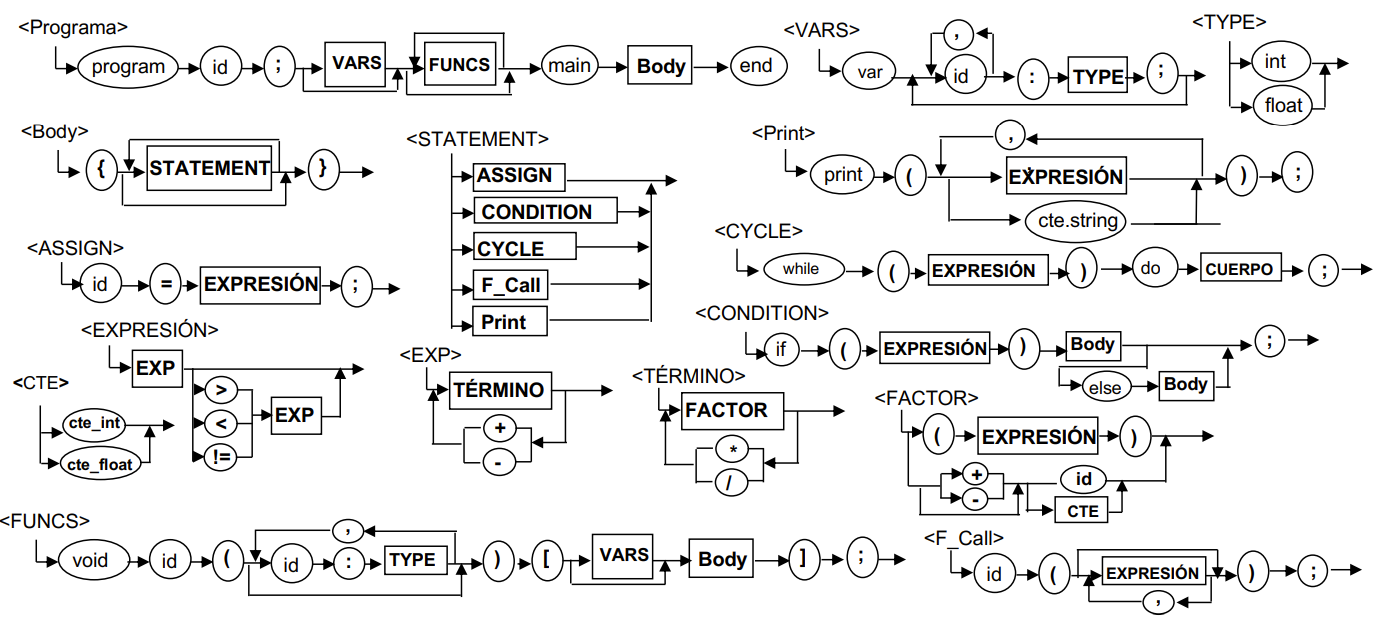 <Programa>
program id ; VARS FUNCS main Body end
<VARS>
var id , : TYPE ;
<TYPE>
int
float
<Body>
{ STATEMENT }
<STATEMENT>
ASSIGN
CONDITION
CYCLE
F_Call
Print
<Print>
print ( , EXPRESIÓN cte.string ) ;
<ASSIGN>
id = EXPRESIÓN ;
<CYCLE>
while ( EXPRESIÓN ) do CUERPO ;
<EXPRESIÓN>
EXP > < != EXP
<CTE>
cte_int
cte_float
<EXP>
TÉRMINO
+
-
<TÉRMINO>
FACTOR
*
/
<CONDITION>
if ( EXPRESIÓN ) Body else Body ;
<FACTOR>
( EXPRESIÓN )
+ id
- CTE
<FUNCS>
void id ( id : TYPE , ) [ VARS Body ] ;
<F_Call>
id ( EXPRESIÓN , ) ;